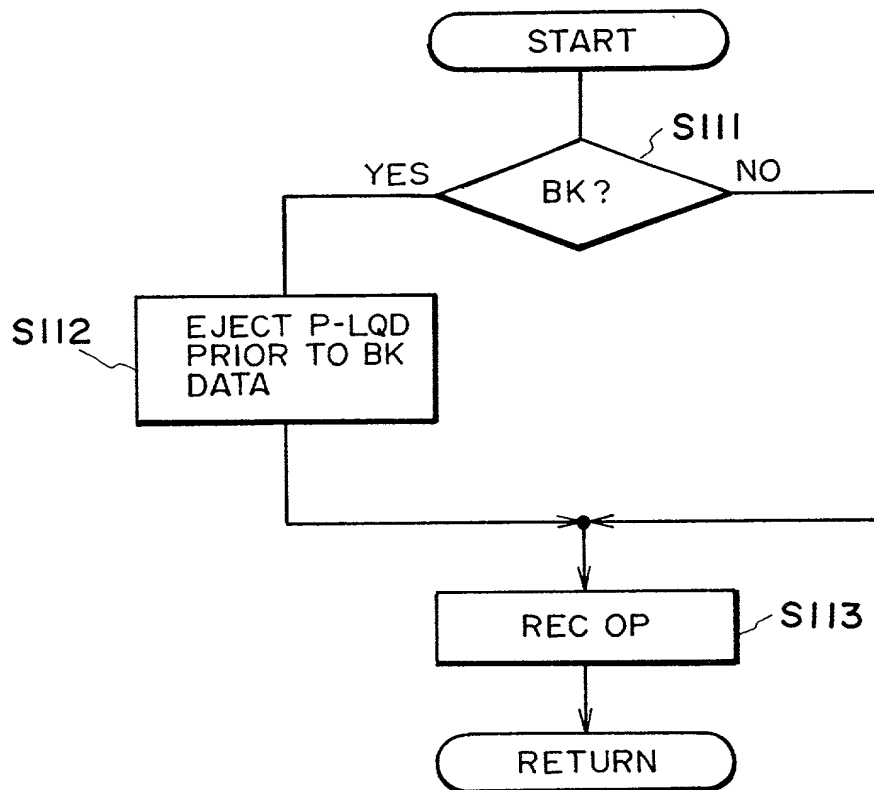 START
S111
YES
BK?
NO
S112
EJECT P-LQD
PRIOR TO BK
DATA
REC OP
S113
RETURN